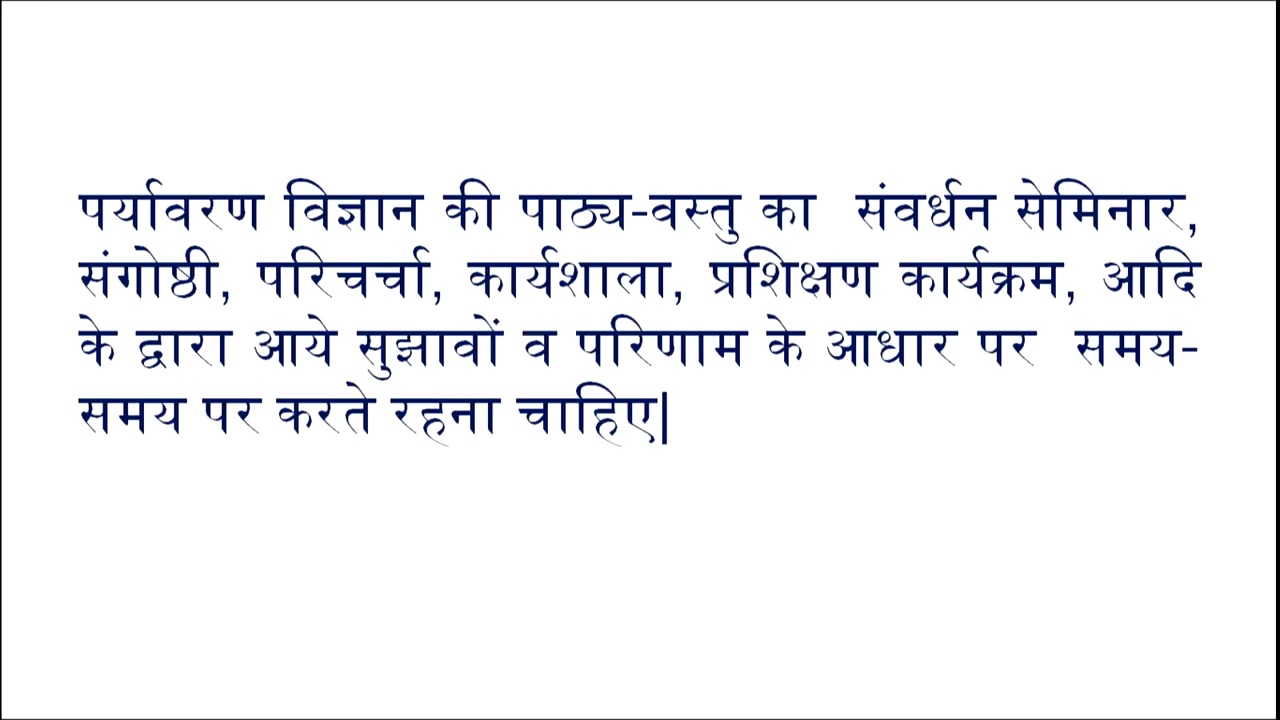 पर्यावरण विज्ञान की पाठ्य-वस्तु का संवर्धन सेमिनार,
संगोष्ठी, परिचर्चा, कार्यशाला, प्रशिक्षण कार्यक्रम, आदि
के द्वारा आये सुझावों व परिणाम के आधार पर समय-
समय पर करते रहना चाहिए|